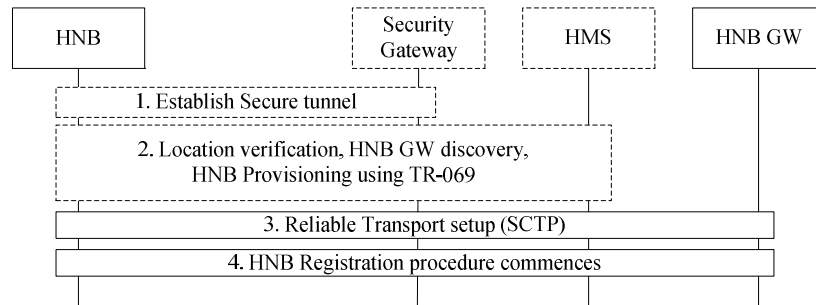 HNB
Security
Gateway
HMS
HNB GW
1. Establish Secure tunnel
2. Location verification, HNB GW discovery,
HNB Provisioning using TR-069
3. Reliable Transport setup (SCTP)
4. HNB Registration procedure commences